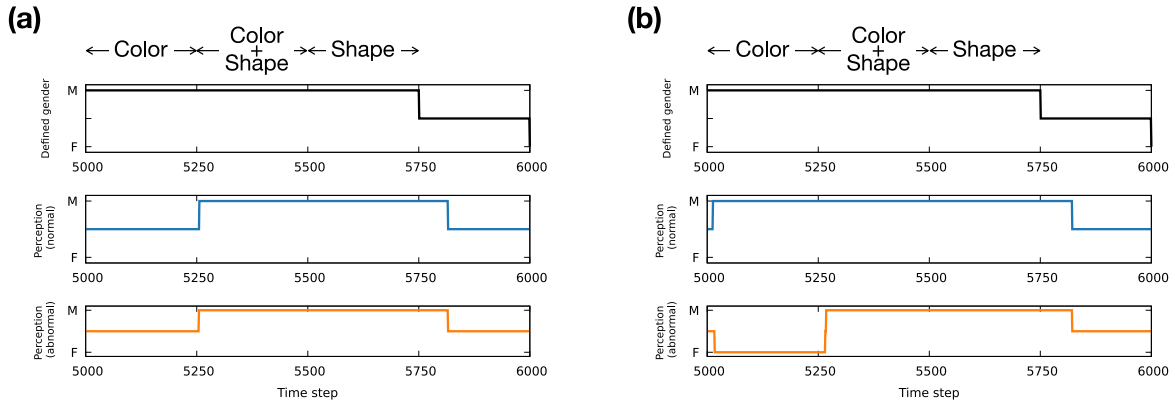 (a)
Color
Color
+
Shape
Shape
Defined gender
M
F
5000 5250 5500 5750 6000
Perception
(normal)
M
F
5000 5250 5500 5750 6000
Perception
(abnormal)
M
F
5000 5250 5500 5750 6000
Time step
(b)
Color
Color
+
Shape
Shape
Defined gender
M
F
5000 5250 5500 5750 6000
Perception
(normal)
M
F
5000 5250 5500 5750 6000
Perception
(abnormal)
M
F
5000 5250 5500 5750 6000
Time step